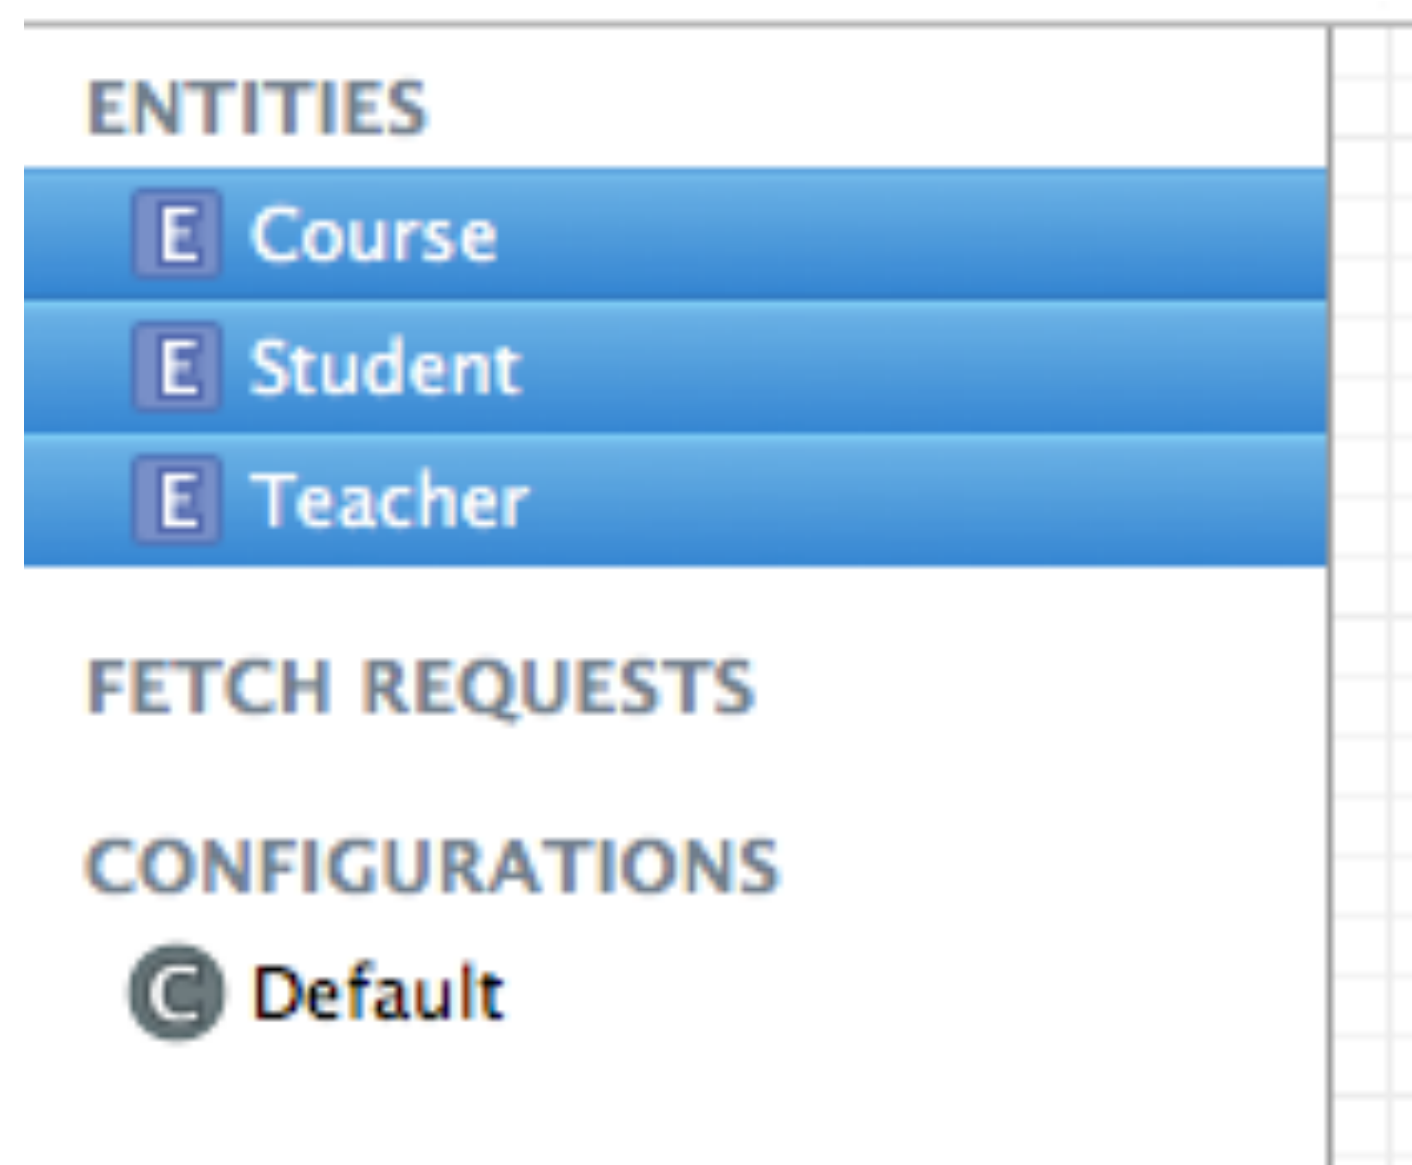 ENTITIES
E Course
E Student
E Teacher
FETCH REQUESTS
CONFIGURATIONS
C Default